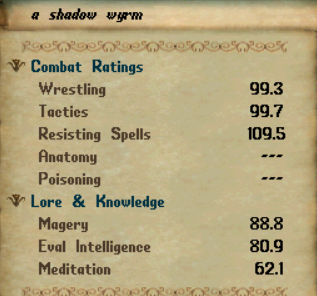 a shadow wyrm
Combat Ratings
Wrestling 99.3
Tactics 99.7
Resisting Spells 109.5
Anatomy ---
Poisoning ---
Lore & Knowledge
Magery 88.8
Eval Intelligence 80.9
Meditation 62.1